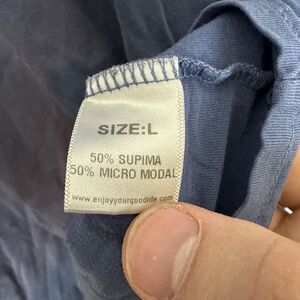 SIZE:L
50% SUPIMA
50% MICRO MODAL
www.enjoyyourgoodlife.com